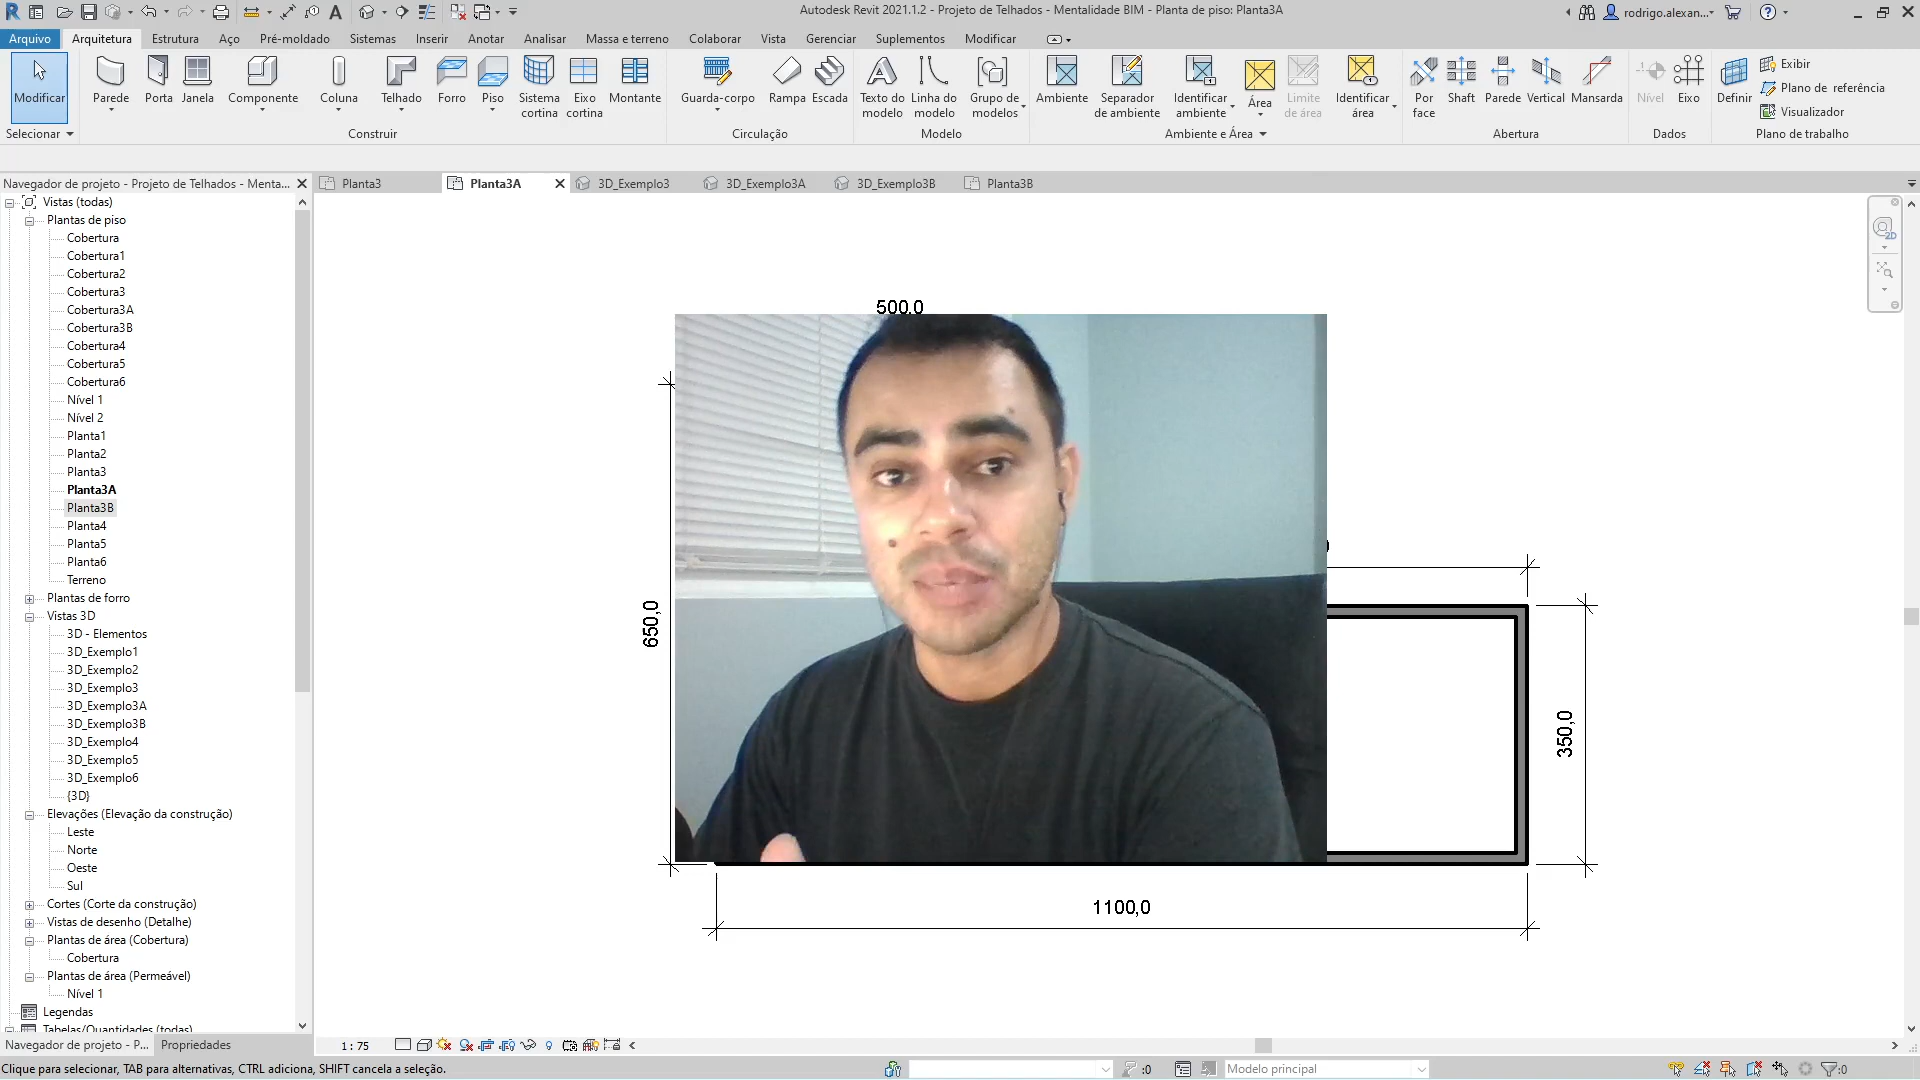 Autodesk Revit 2021.1.2 - Projeto de Telhados - Mentalidade BIM - Planta de piso: Planta3A
rodrigo.alexan...
Arquivo Arquitetura Estrutura Aço Pré-moldado Sistemas Inserir Anotar Analisar Massa e terreno Colaborar Vista Gerenciar Suplementos Modificar
Modificar
Parede
Porta
Janela
Componente
Coluna
Telhado
Forro
Piso
Sistema cortina
Eixo cortina
Montante
Guarda-corpo
Rampa
Escada
Texto do modelo
Linha do modelo
Grupo de modelos
Ambiente
Separador de ambiente
Identificar ambiente
Área
Limite de área
Identificar área
Por face
Shaft
Parede
Vertical
Mansarda
Nível
Eixo
Definir
Exibir
Plano de referência
Visualizador
Selecionar
Construir
Circulação
Modelo
Ambiente e Área
Abertura
Dados
Plano de trabalho
Navegador de projeto - Projeto de Telhados - Menta...
Planta3
Planta3A
3D_Exemplo3
3D_Exemplo3A
3D_Exemplo3B
Planta3B
Vistas (todas)
Plantas de piso
Cobertura
Cobertura1
Cobertura2
Cobertura3
Cobertura3A
Cobertura3B
Cobertura4
Cobertura5
Cobertura6
Nível 1
Nível 2
Planta1
Planta2
Planta3
Planta3A
Planta3B
Planta4
Planta5
Planta6
Terreno
Plantas de forro
Vistas 3D
3D - Elementos
3D_Exemplo1
3D_Exemplo2
3D_Exemplo3
3D_Exemplo3A
3D_Exemplo3B
3D_Exemplo4
3D_Exemplo5
3D_Exemplo6
{3D}
Elevações (Elevação da construção)
Leste
Norte
Oeste
Sul
Cortes (Corte da construção)
Vistas de desenho (Detalhe)
Plantas de área (Cobertura)
Cobertura
Plantas de área (Permeável)
Nível 1
Legendas
Tabelas/Quantidades (todas)
500,0
650,0
350,0
1100,0
2D
Navegador de projeto - P...
Propriedades
1 : 75
Clique para selecionar, TAB para alternativas, CTRL adiciona, SHIFT cancela a seleção.
:0
Modelo principal
:0